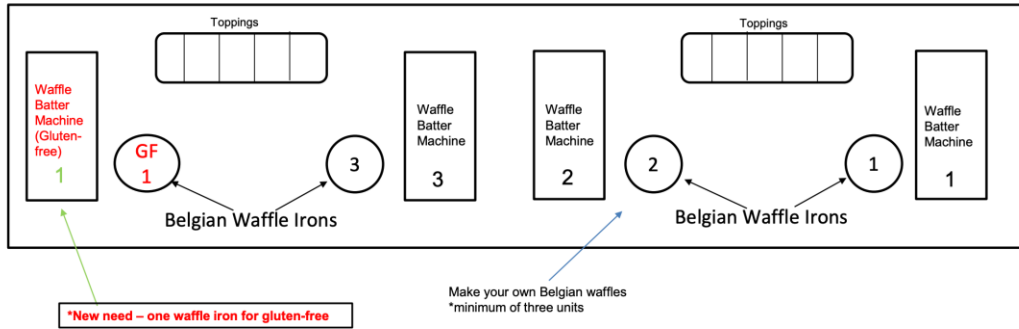 Toppings
Toppings
Waffle
Batter
Machine
(Gluten-
free)
1
GF
1
3
Waffle
Batter
Machine
3
Waffle
Batter
Machine
2
2
1
Waffle
Batter
Machine
1
Belgian Waffle Irons
Belgian Waffle Irons
*New need – one waffle iron for gluten-free
Make your own Belgian waffles
*minimum of three units